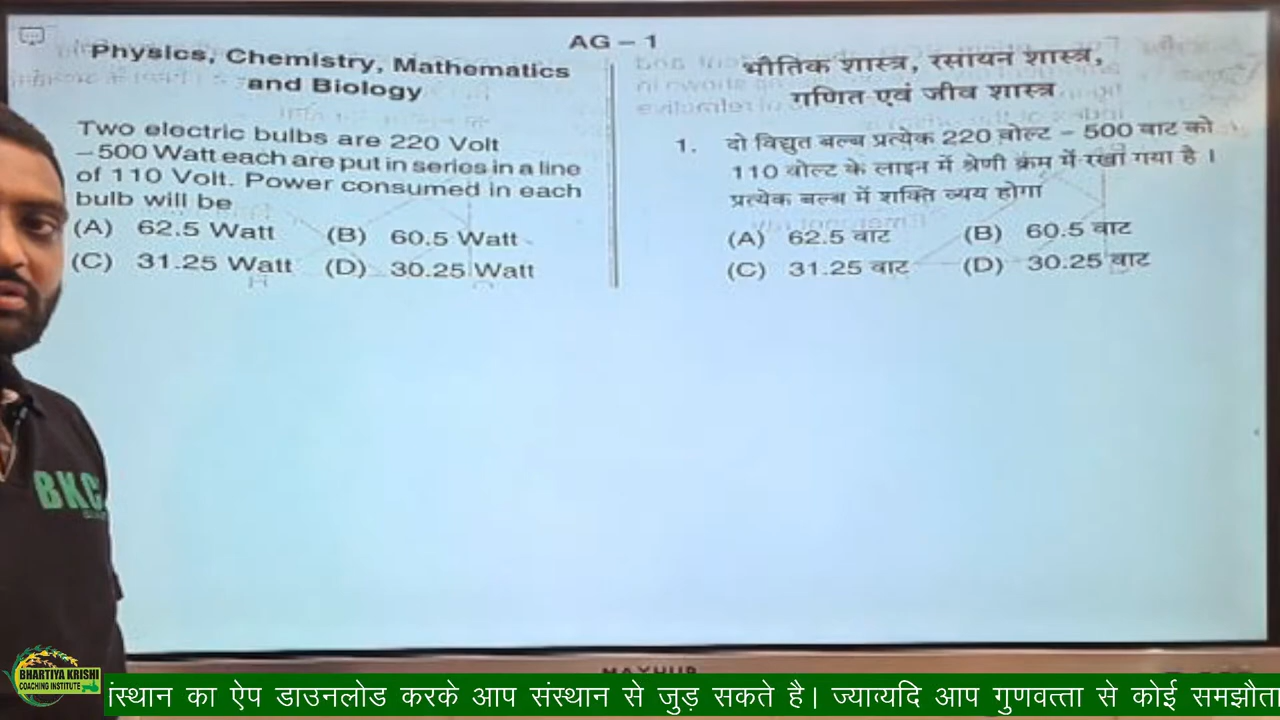 AG – 1
Physics, Chemistry, Mathematics
and Biology
Two electric bulbs are 220 Volt
–500 Watt each are put in series in a line
of 110 Volt. Power consumed in each
bulb will be
(A) 62.5 Watt (B) 60.5 Watt
(C) 31.25 Watt (D) 30.25 Watt
भौतिक शास्त्र, रसायन शास्त्र,
गणित एवं जीव शास्त्र
1. दो विद्युत बल्ब प्रत्येक 220 वोल्ट – 500 वाट को
110 वोल्ट के लाइन में श्रेणी क्रम में रखा गया है ।
प्रत्येक बल्ब में शक्ति व्यय होगा
(A) 62.5 वाट (B) 60.5 वाट
(C) 31.25 वाट (D) 30.25 वाट
BKC
BHARTIYA KRISHI
COACHING INSTITUTE
ंस्थान का ऐप डाउनलोड करके आप संस्थान से जुड़ सकते है। ज्याय्यदि आप गुणवत्ता से कोई समझौता